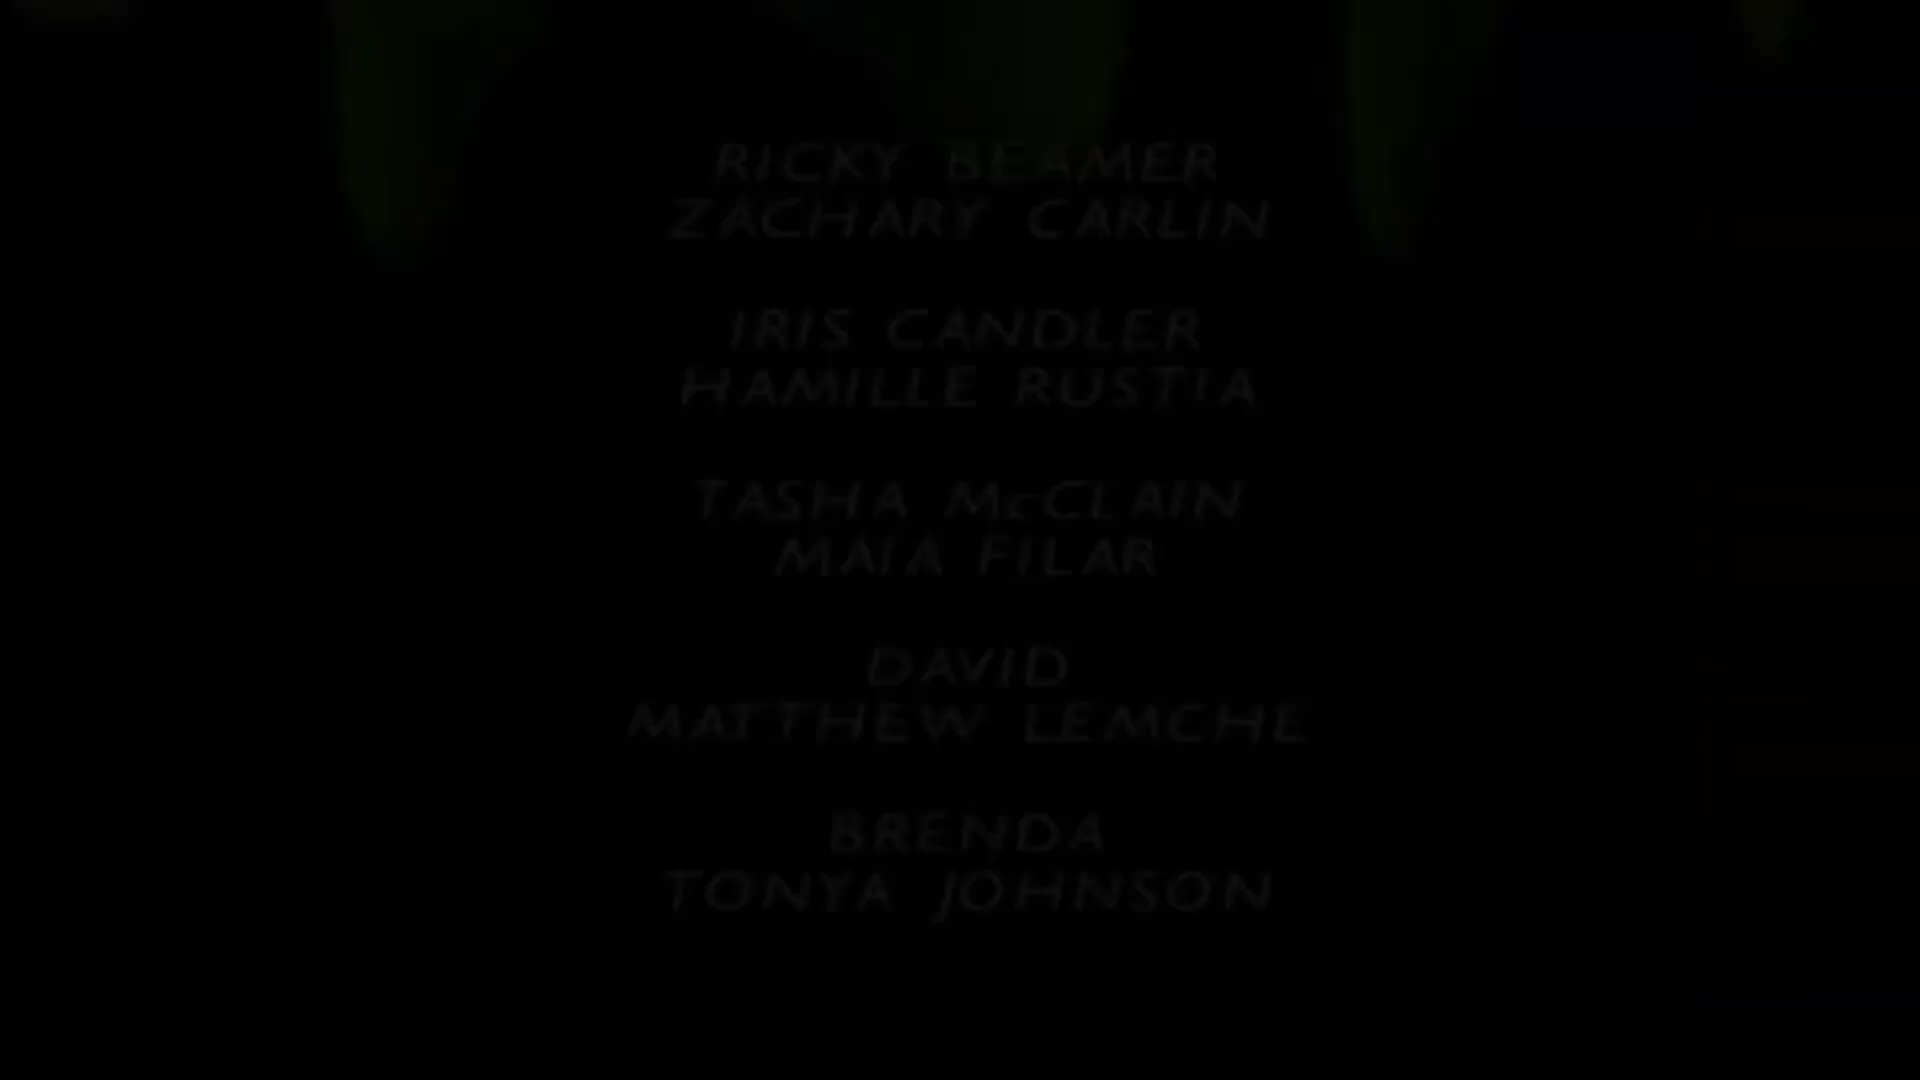 RICKY BEAMER
ZACHARY CARLIN
IRIS CANDLER
HAMILLE RUSTIA
TASHA McCLAIN
MAIA FILAR
DAVID
MATTHEW LEMCHE
BRENDA
TONYA JOHNSON